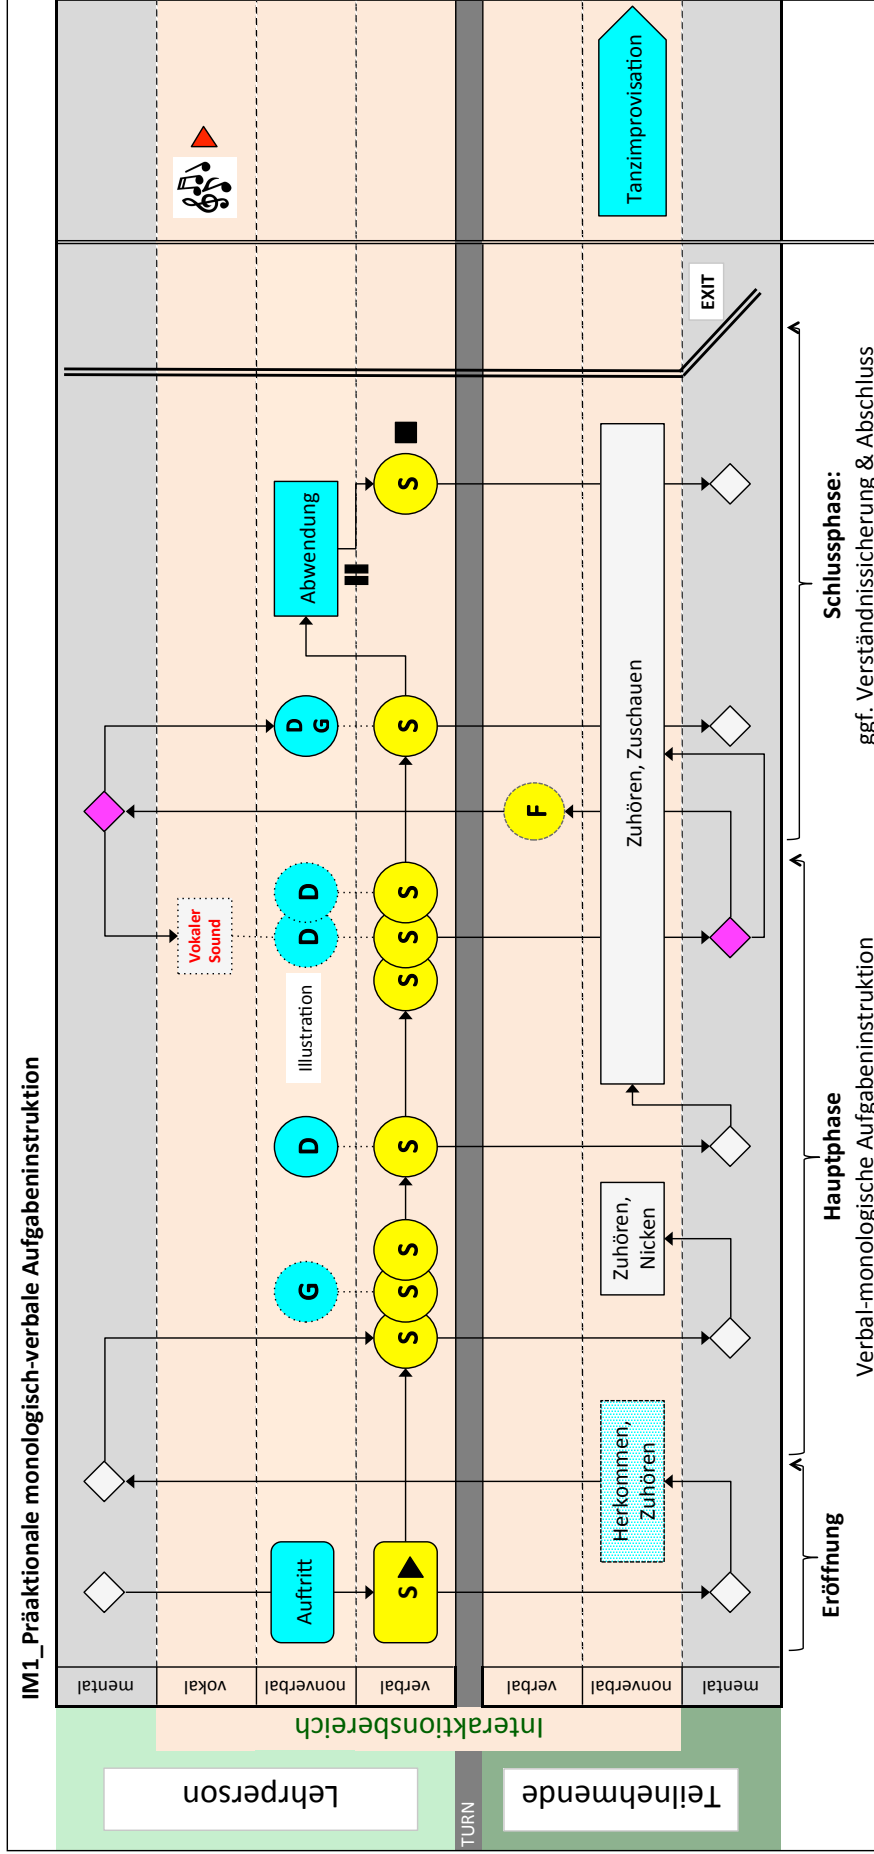 IM1_Präaktionale monologisch-verbale Aufgabeninstruktion
Lehrperson
TURN
Teilnehmende
Interaktionsbereich
mental
vokal
nonverbal
verbal
verbal
nonverbal
mental
Auftritt
S
Herkommen,
Zuhören
S
S
S
G
Zuhören,
Nicken
D
S
Illustration
Vokaler
Sound
D
D
S
S
S
F
Zuhören, Zuschauen
D
G
S
Abwendung
S
EXIT
Tanzimprovisation
Eröffnung
Hauptphase
Verbal-monologische Aufgabeninstruktion
Schlussphase:
ggf. Verständnissicherung & Abschluss